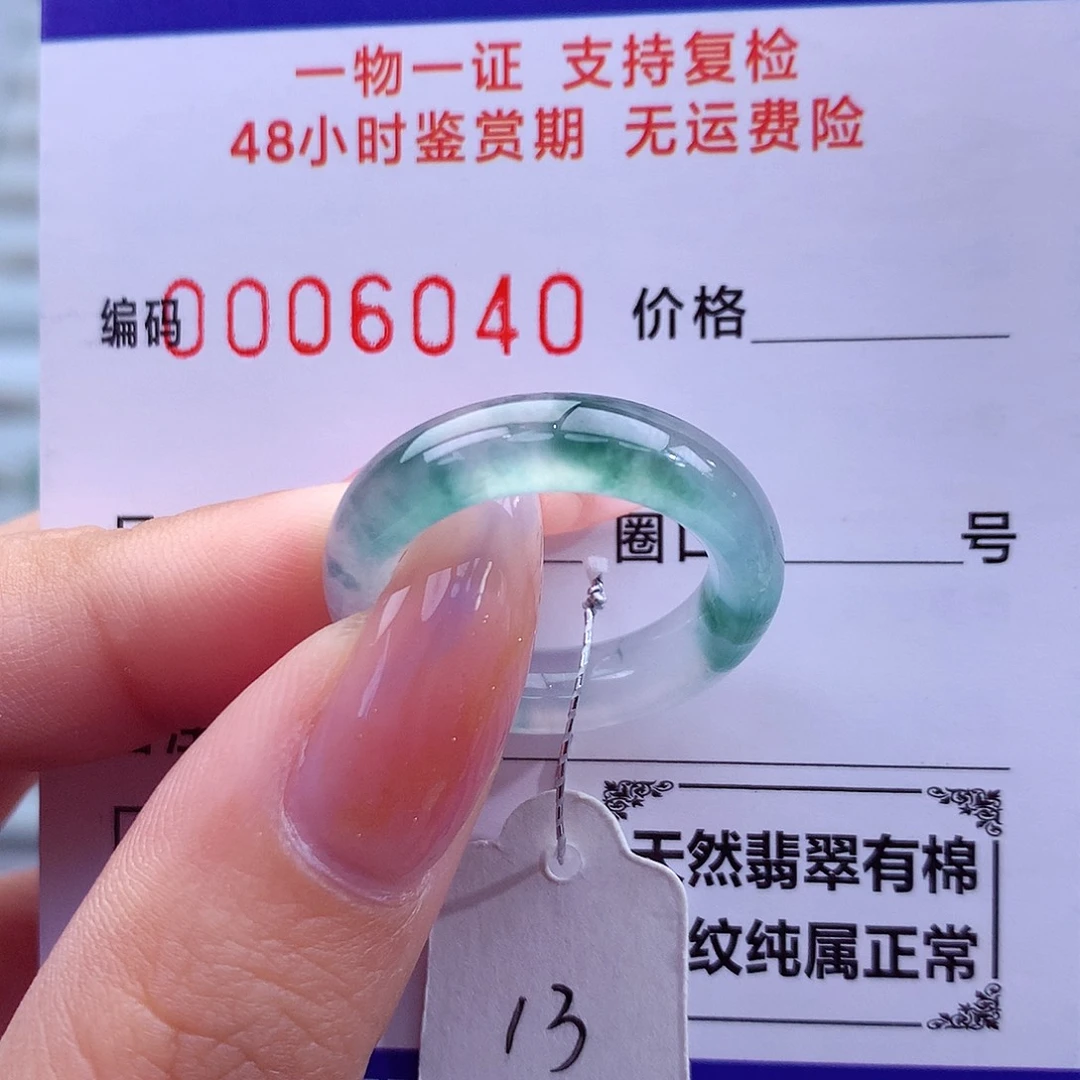 一物一证 支持复检
48小时鉴赏期 无运费险
编码0006040 价格
圈口 号
天然翡翠有棉
纹纯属正常
13